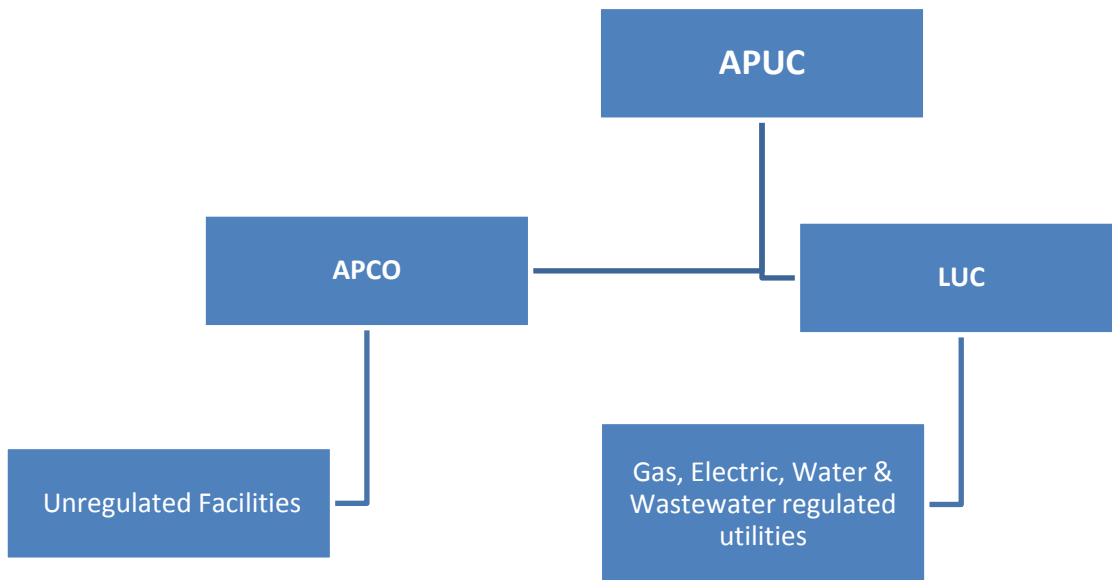 APUC
APCO
LUC
Unregulated Facilities
Gas, Electric, Water &
Wastewater regulated
utilities